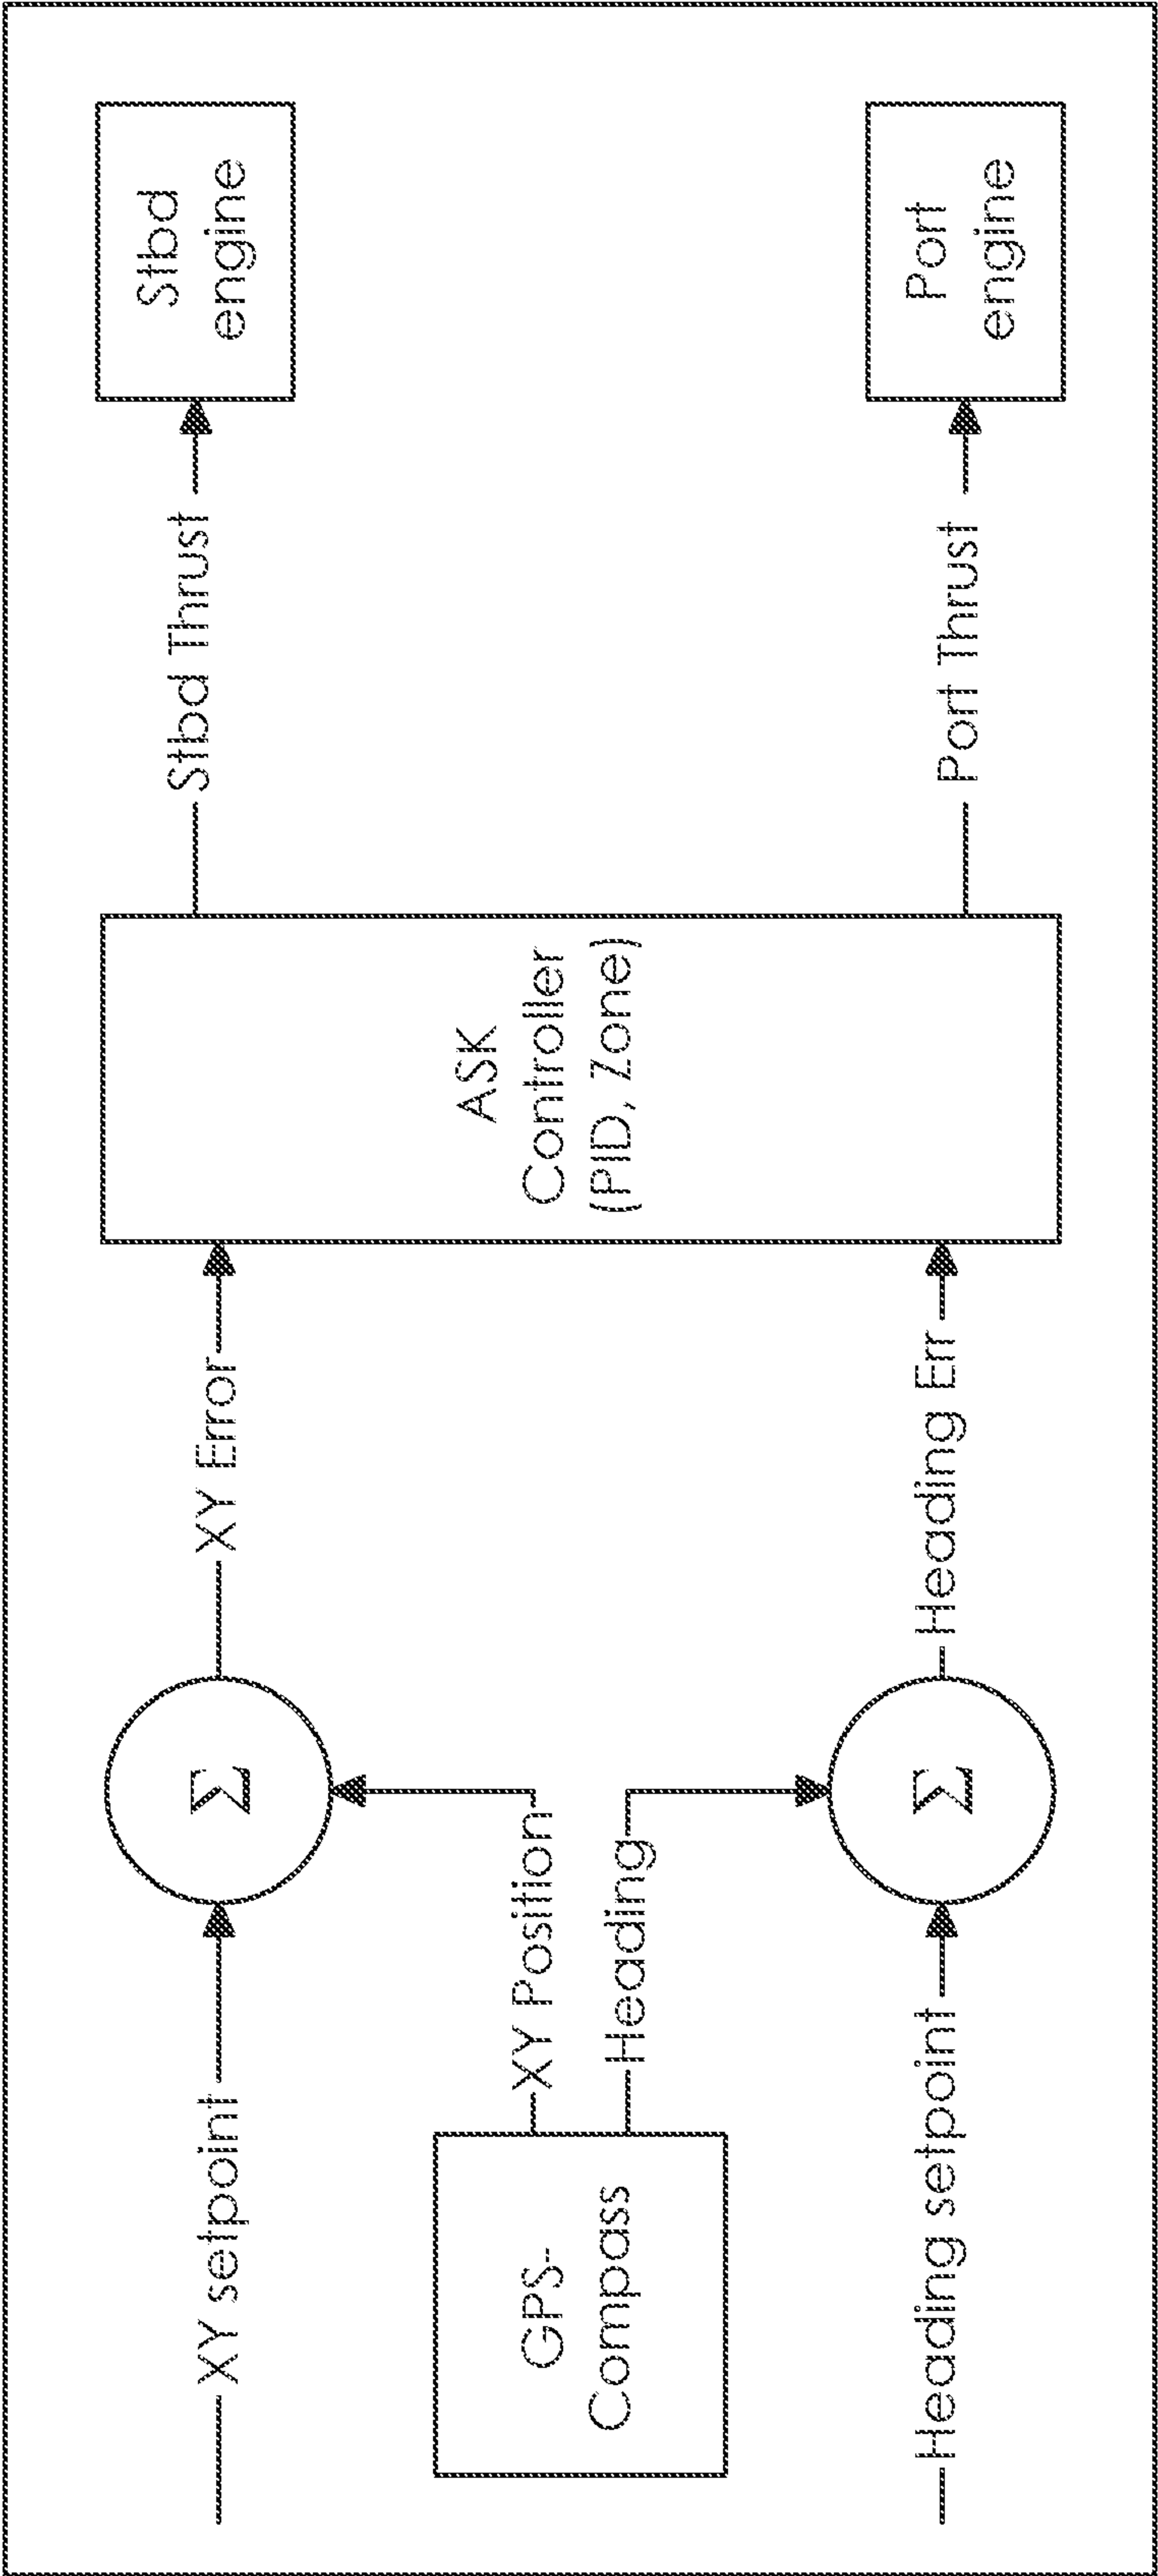 XY setpoint
Σ
XY Error
Stbd Thrust
Stbd
engine
GPS-
Compass
XY Position
Heading
ASK
Controller
(PID, Zone)
Heading setpoint
Σ
Heading Err
Port Thrust
Port
engine